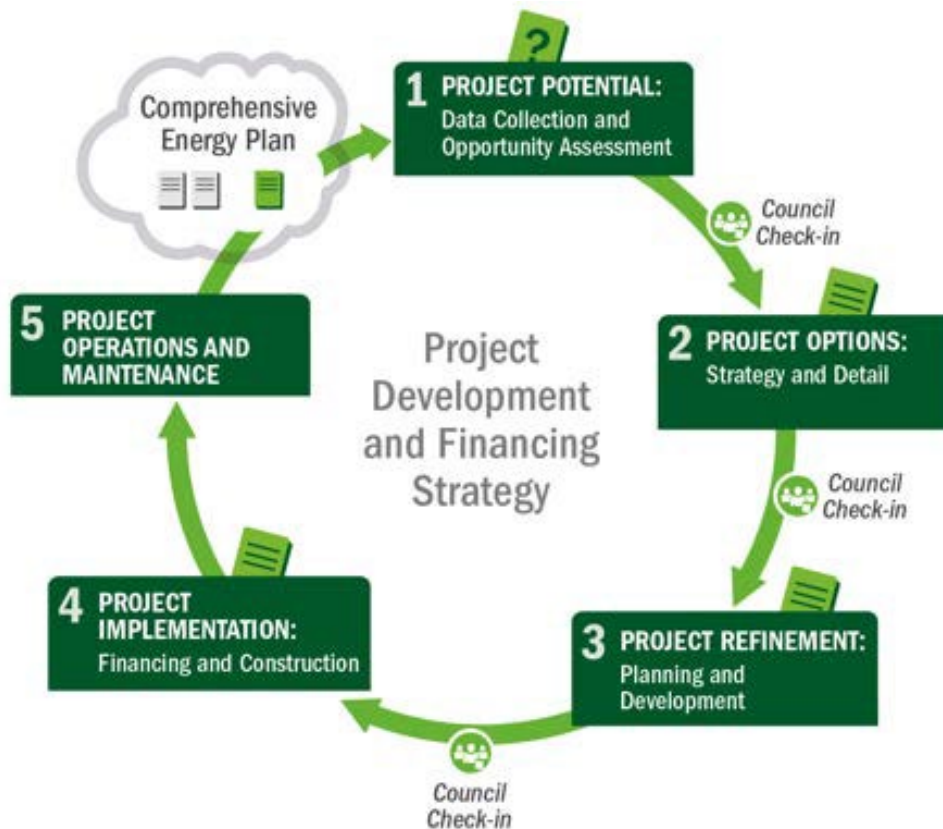 Comprehensive
Energy Plan
?
1 PROJECT POTENTIAL:
Data Collection and
Opportunity Assessment
Council
Check-in
2 PROJECT OPTIONS:
Strategy and Detail
Council
Check-in
3 PROJECT REFINEMENT:
Planning and
Development
Council
Check-in
4 PROJECT
IMPLEMENTATION:
Financing and Construction
5 PROJECT
OPERATIONS AND
MAINTENANCE
Project
Development
and Financing
Strategy